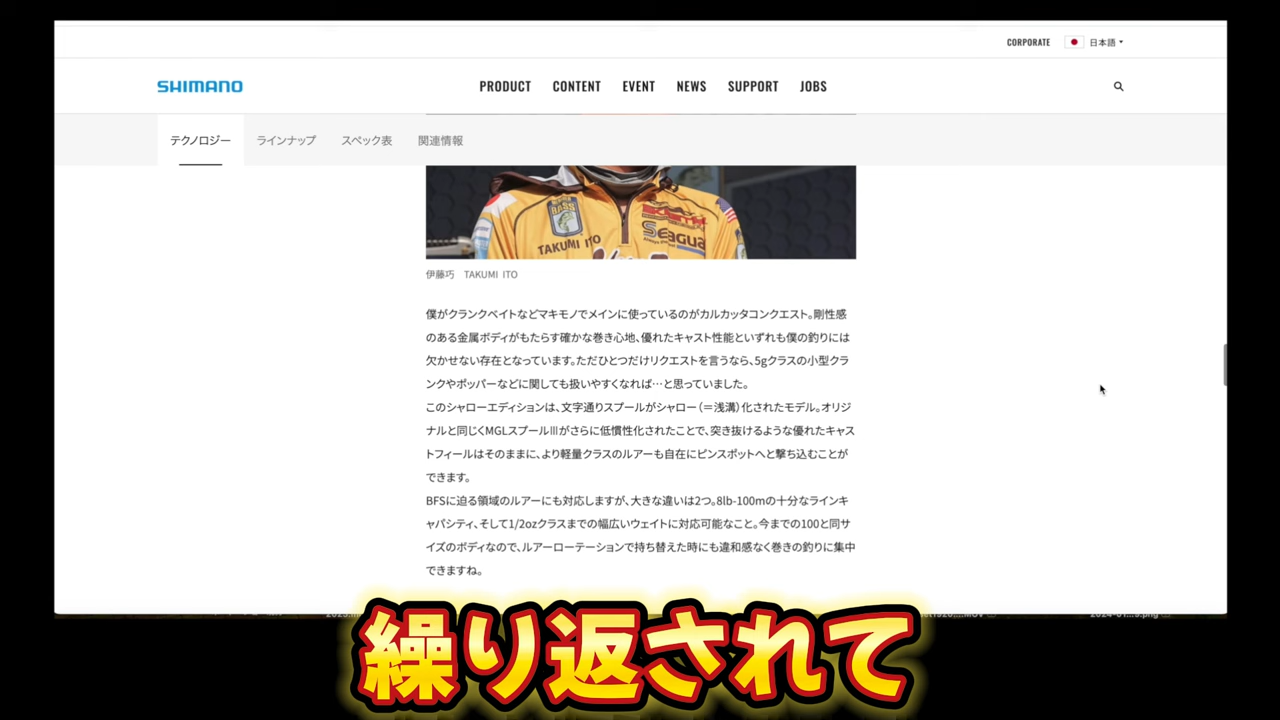 CORPORATE 日本語
SHIMANO PRODUCT CONTENT EVENT NEWS SUPPORT JOBS
テクノロジー ラインナップ スペック表 関連情報
BASS
TAKUMI ITO
Seagua
伊藤巧 TAKUMI ITO
僕がクランクベイトなどマキモノでメインに使っているのがカルカッタコンクエスト。剛性感
のある金属ボディがもたらす確かな巻き心地、優れたキャスト性能といずれも僕の釣りには
欠かせない存在となっています。ただひとつだけリクエストを言うなら、5gクラスの小型クラ
ンクやポッパーなどに関しても扱いやすくなれば…と思っていました。
このシャローエディションは、文字通りスプールがシャロー（＝浅溝）化されたモデル。オリジ
ナルと同じくMGLスプールⅢがさらに低慣性化されたことで、突き抜けるような優れたキャス
トフィールはそのままに、より軽量クラスのルアーも自在にピンスポットへと撃ち込むことが
できます。
BFSに迫る領域のルアーにも対応しますが、大きな違いは2つ。8lb-100mの十分なラインキ
ャパシティ、そして1/2ozクラスまでの幅広いウェイトに対応可能なこと。今までの100と同サ
イズのボディなので、ルアーローテーションで持ち替えた時にも違和感なく巻きの釣りに集中
できますね。
繰り返されて